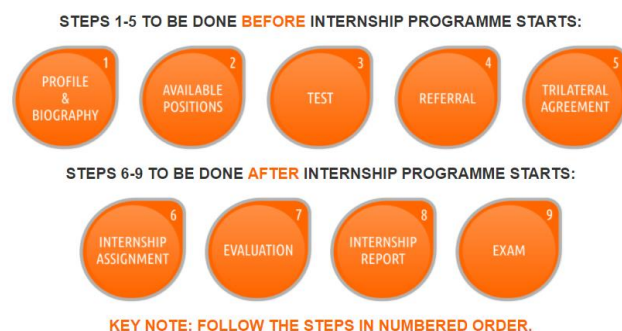 STEPS 1-5 TO BE DONE BEFORE INTERNSHIP PROGRAMME STARTS:
1
PROFILE
&
BIOGRAPHY
2
AVAILABLE
POSITIONS
3
TEST
4
REFERRAL
5
TRILATERAL
AGREEMENT
STEPS 6-9 TO BE DONE AFTER INTERNSHIP PROGRAMME STARTS:
6
INTERNSHIP
ASSIGNMENT
7
EVALUATION
8
INTERNSHIP
REPORT
9
EXAM
KEY NOTE: FOLLOW THE STEPS IN NUMBERED ORDER.